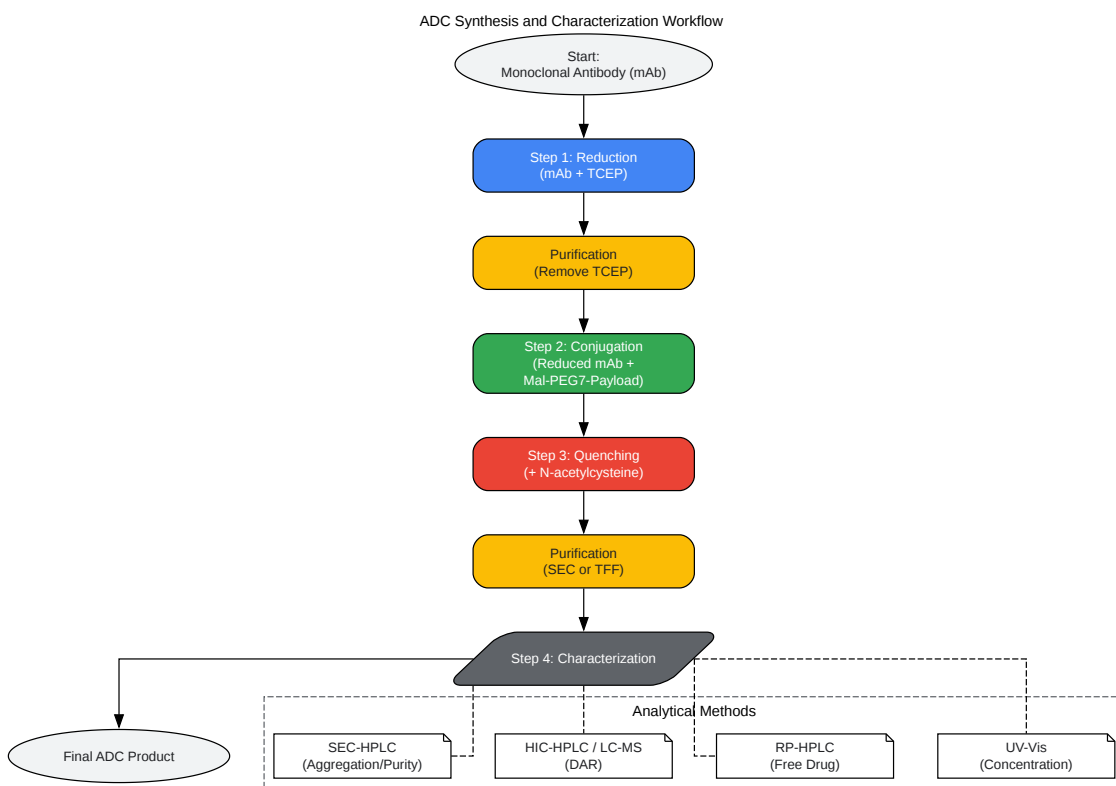 ADC Synthesis and Characterization Workflow
Start:
Monoclonal Antibody (mAb)
Step 1: Reduction
(mAb + TCEP)
Purification
(Remove TCEP)
Step 2: Conjugation
(Reduced mAb +
Mal-PEG7-Payload)
Step 3: Quenching
(+ N-acetylcysteine)
Purification
(SEC or TFF)
Step 4: Characterization
Analytical Methods
Final ADC Product
SEC-HPLC
(Aggregation/Purity)
HIC-HPLC / LC-MS
(DAR)
RP-HPLC
(Free Drug)
UV-Vis
(Concentration)